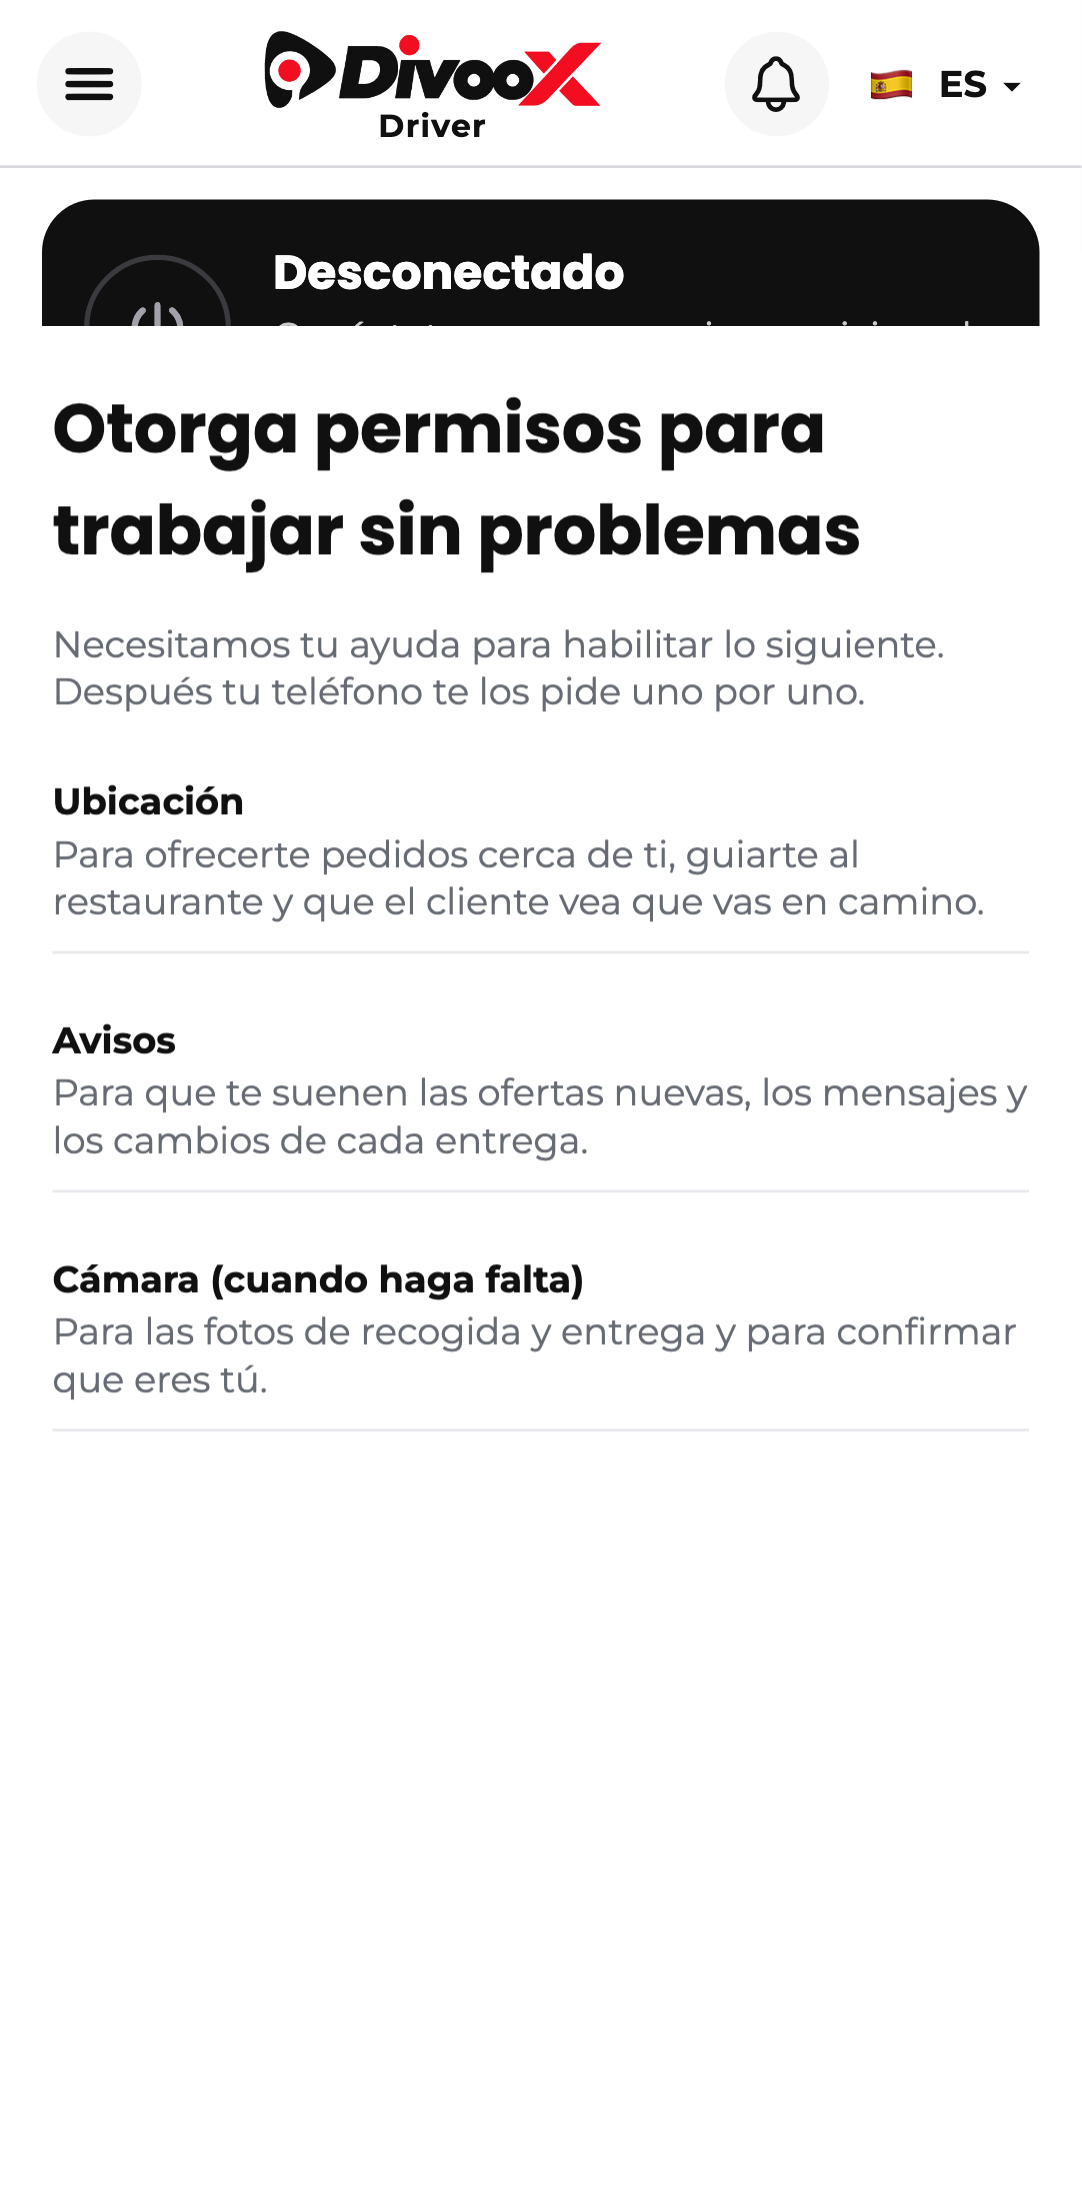 DivooX
Driver
ES
Desconectado
Otorga permisos para
trabajar sin problemas
Necesitamos tu ayuda para habilitar lo siguiente.
Después tu teléfono te los pide uno por uno.
Ubicación
Para ofrecerte pedidos cerca de ti, guiarte al
restaurante y que el cliente vea que vas en camino.
Avisos
Para que te suenen las ofertas nuevas, los mensajes y
los cambios de cada entrega.
Cámara (cuando haga falta)
Para las fotos de recogida y entrega y para confirmar
que eres tú.